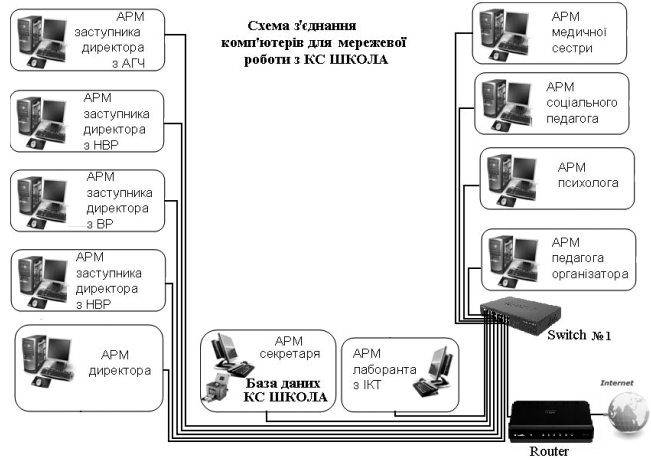 Схема з'єднання
комп'ютерів для мережевої
роботи з КС ШКОЛА
АРМ
заступника
директора
з АГЧ
АРМ
заступника
директора
з НВР
АРМ
заступника
директора
з ВР
АРМ
заступника
директора
з НВР
АРМ
директора
АРМ
секретаря
База даних
КС ШКОЛА
АРМ
лаборанта
з ІКТ
АРМ
медичної
сестри
АРМ
соціального
педагога
АРМ
психолога
АРМ
педагога
організатора
Switch №1
Internet
Router